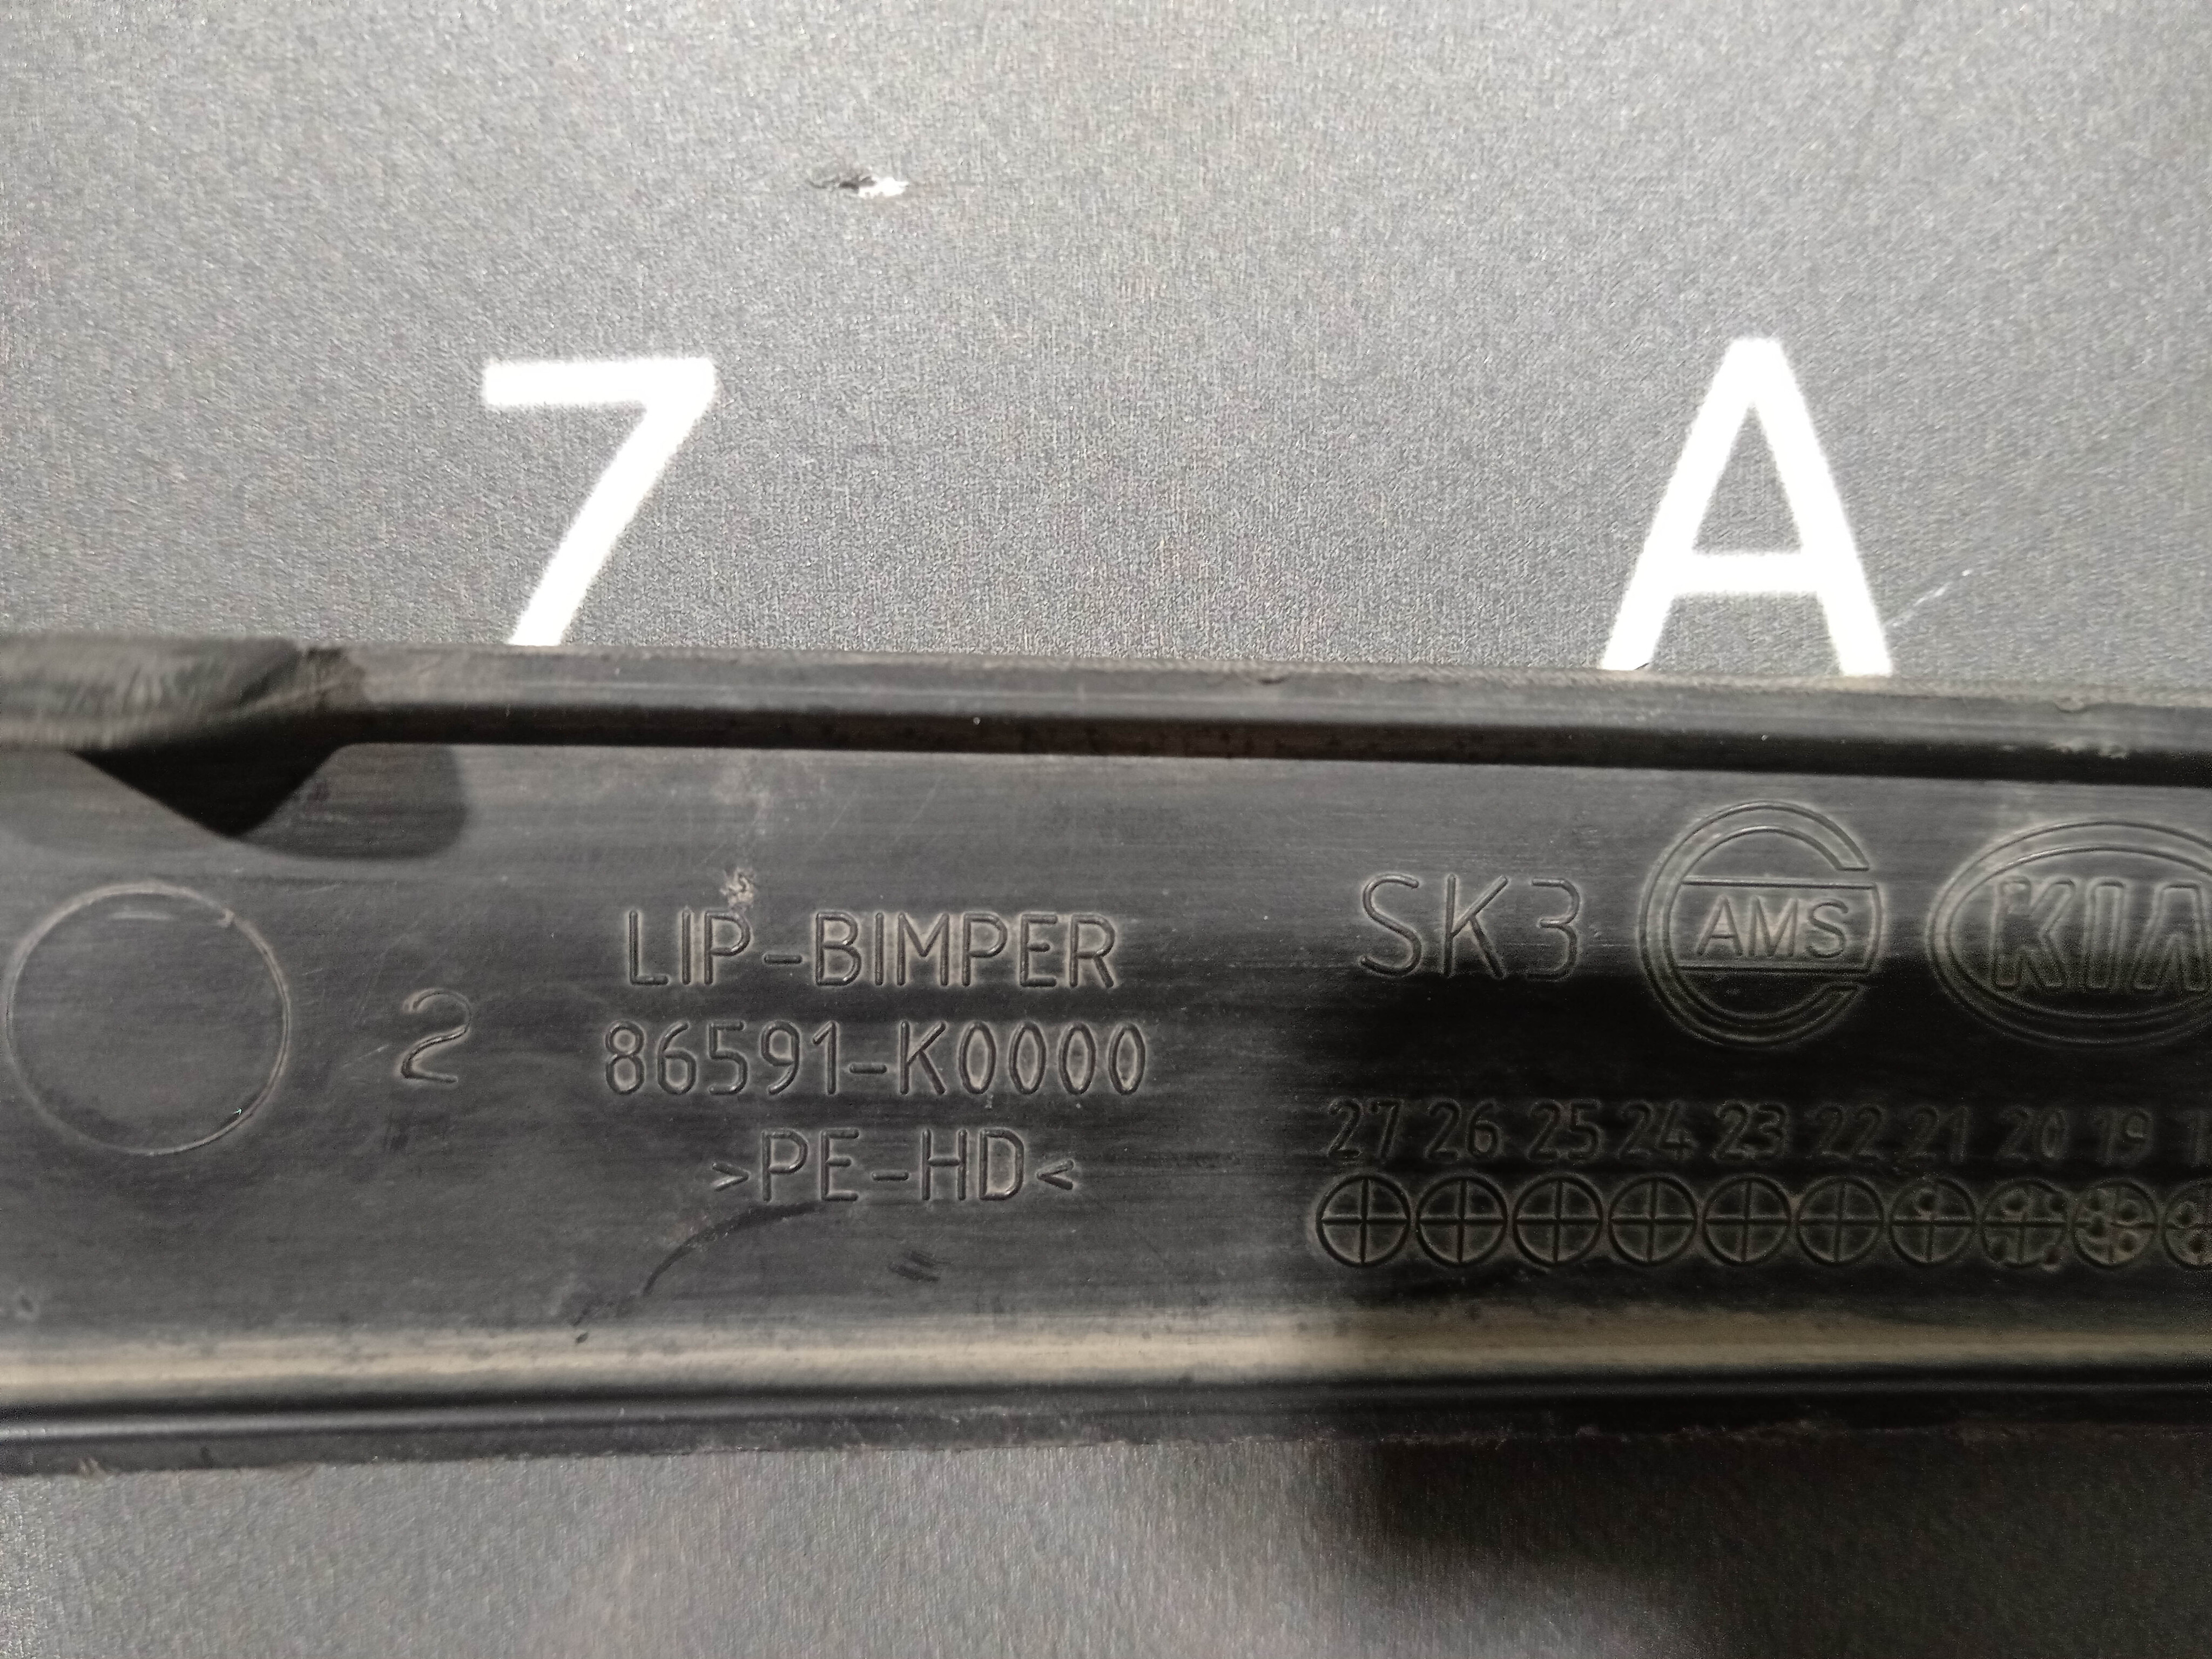 7 A
SK3 AMS KIA
LIP-BIMPER
2 86591-K0000
>PE-HD<
27 26 25 24 23 22 21 20 19